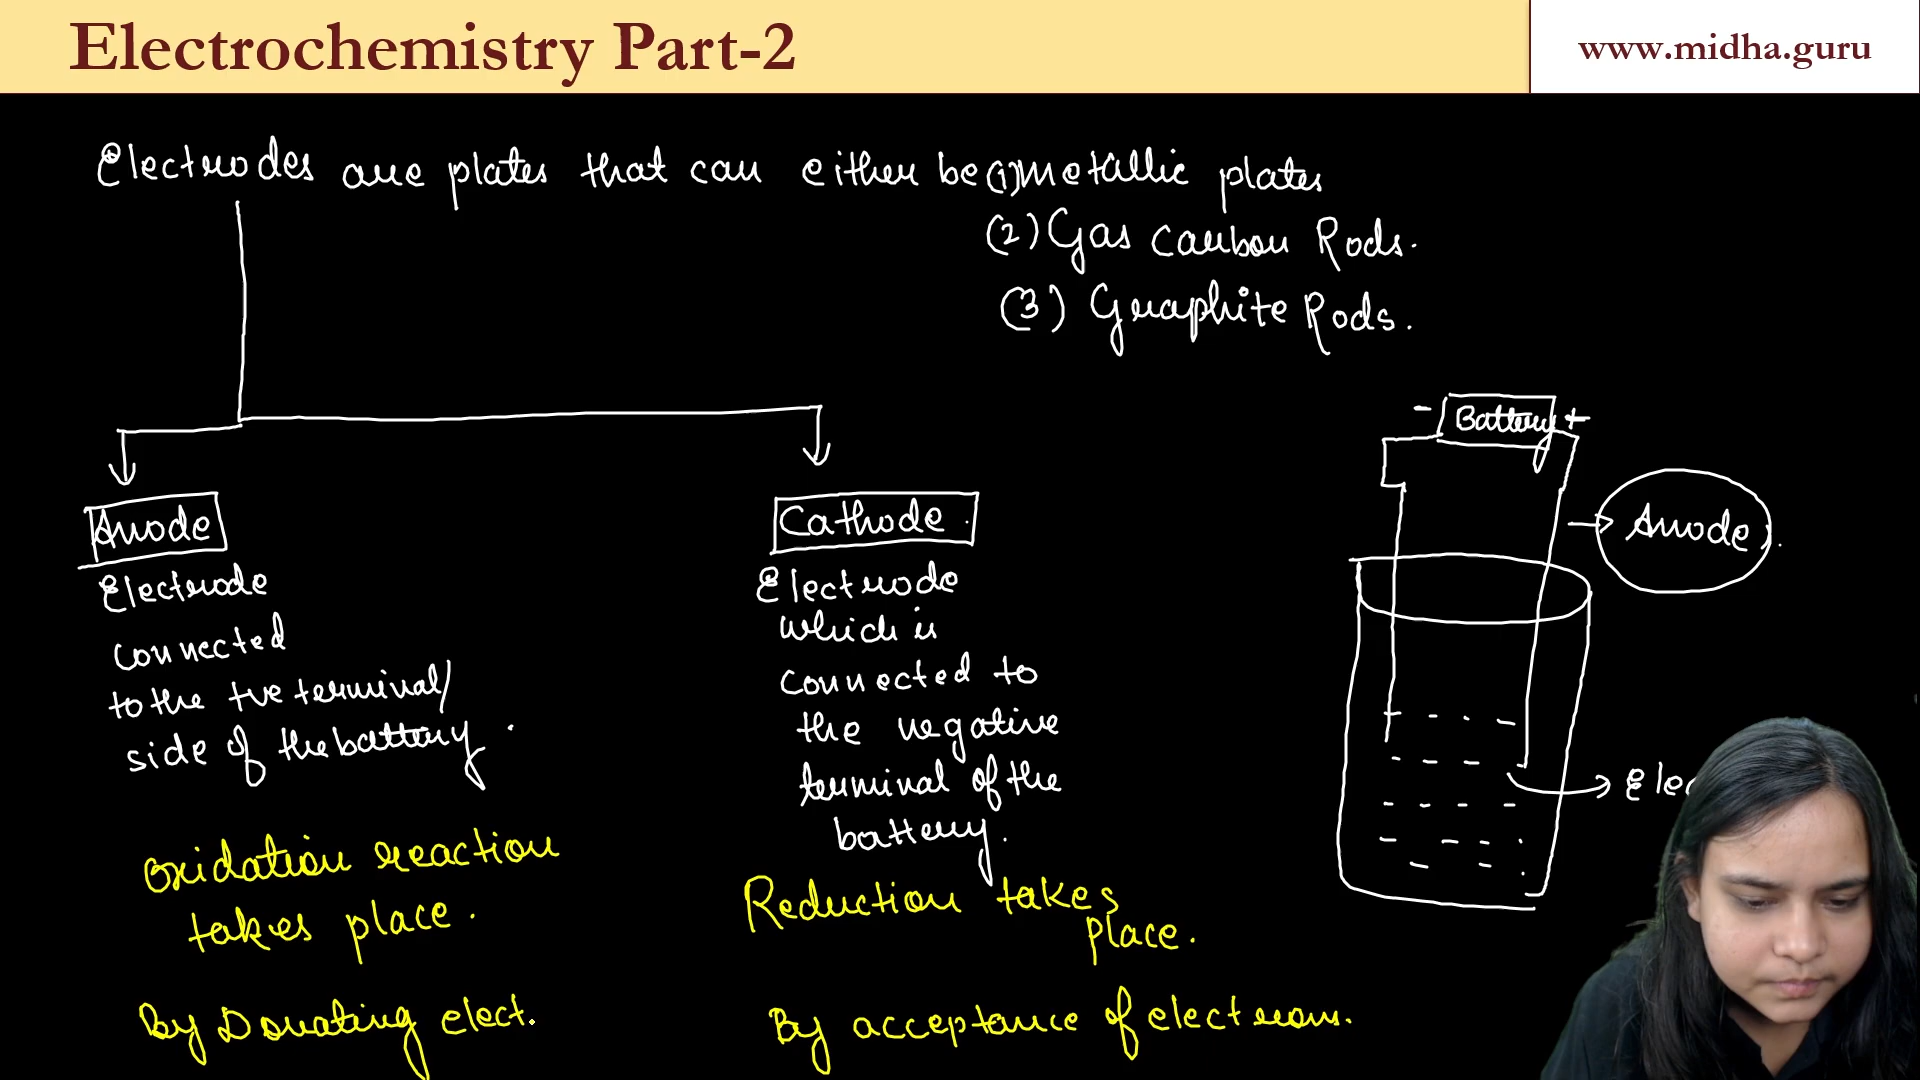 Electrochemistry Part-2
www.midha.guru
Electrodes are plates that can either be (1) metallic plates
(2) Gas Carbon Rods.
(3) Graphite Rods.
- Battery +
Anode
Electrode
connected
to the +ve terminal/
side of the battery.
oxidation reaction
takes place.
By Donating elect.
Cathode.
Electrode
which is
connected to
the negative
terminal of the
battery.
Reduction takes
place.
By acceptance of electrons.
Anode.
Elec